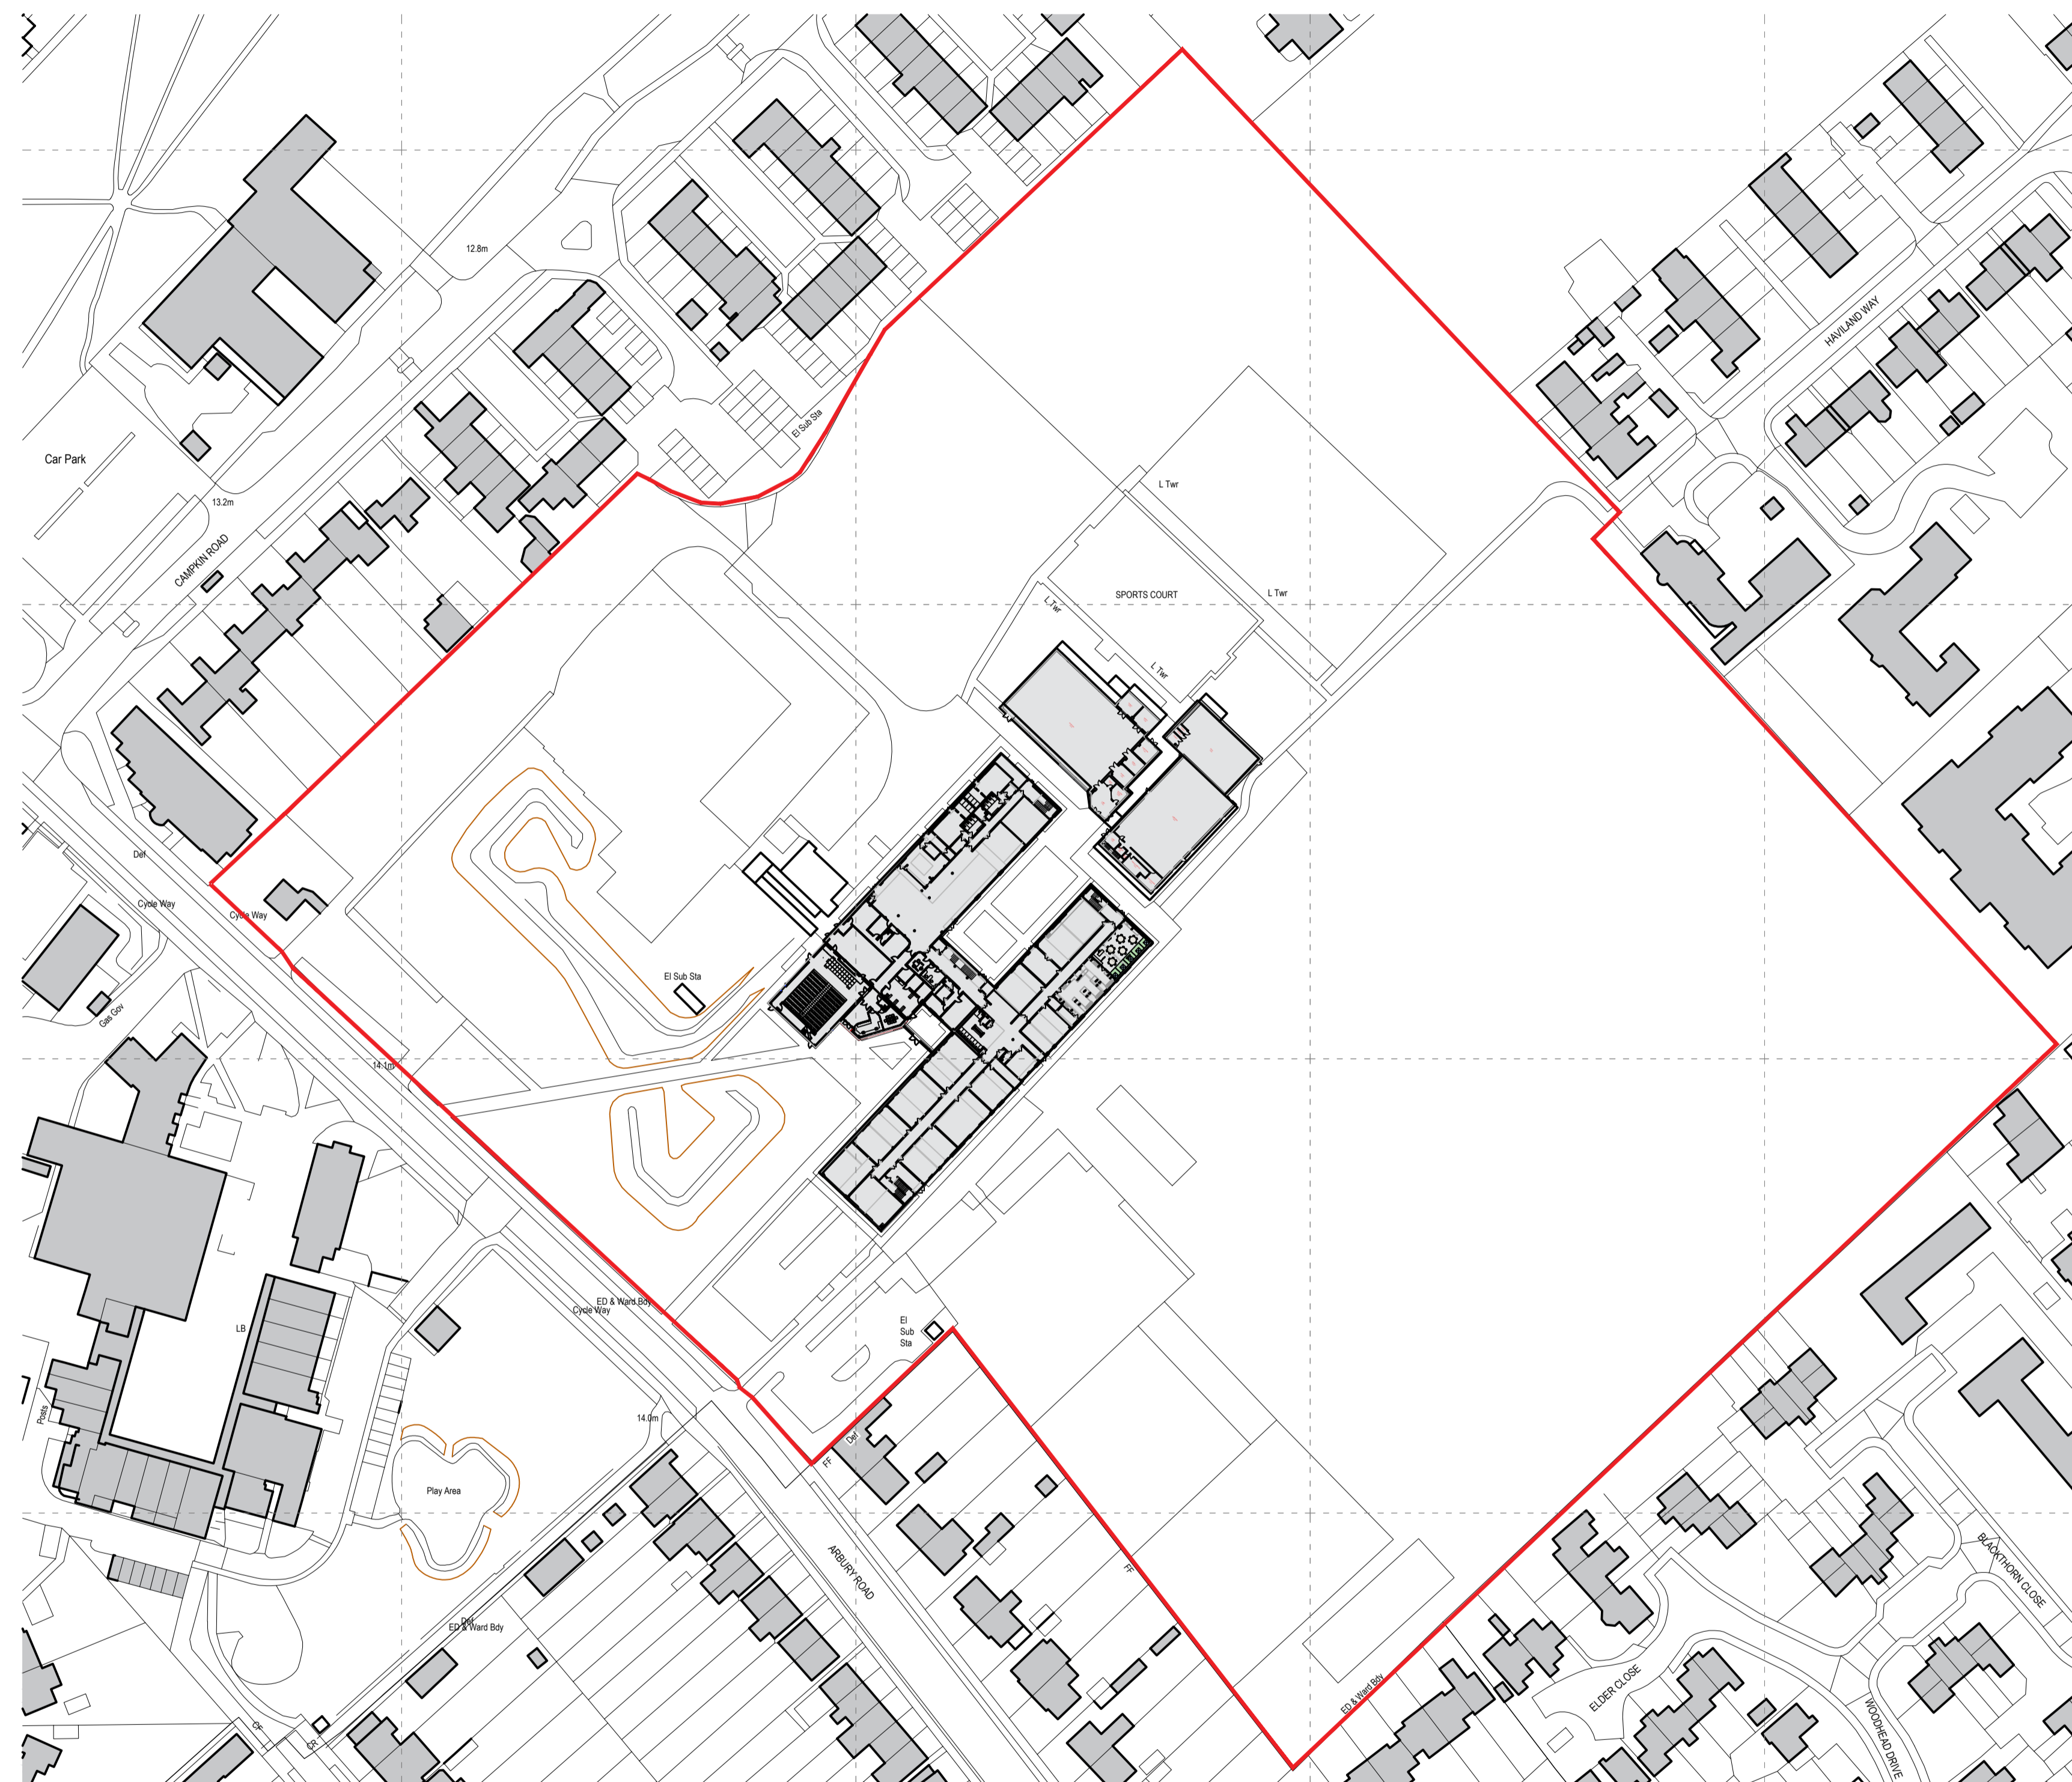 12.8m
HAVILAND WAY
El Sub Sta
Car Park
L Twr
13.2m
CAMPKIN ROAD
SPORTS COURT
L Twr
L Twr
L Twr
Def
Cycle Way
Cycle Way
El Sub Sta
Gas Gov
14.1m
ED & Ward Bdy
Cycle Way
LB
El
Sub
Sta
Posts
14.0m
Def
FF
Play Area
ARBURY ROAD
FF
BLACKTHORN CLOSE
Def
ED & Ward Bdy
ED & Ward Bdy
ELDER CLOSE
WOODHEAD DRIVE
CF
CR